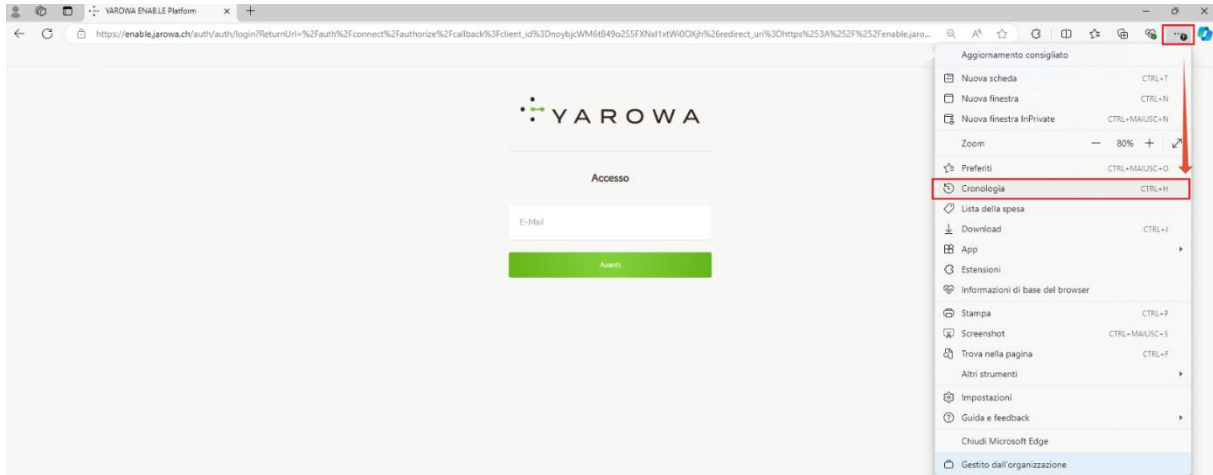 YAROWA ENAB.LE Platform
https://enable.jarowa.ch/auth/auth/login?ReturnUrl=%2Fauth%2Fconnect%2Fauthorize%2Fcallback%3Fclient_id%3DnoybjcWM6tB49o2S5FXNxl1xtWi0OXjh%26redirect_uri%3Dhttps%253A%252F%252Fenable.jaro...
YAROWA
Accesso
E-Mail
Avanti
Aggiornamento consigliato
Nuova scheda CTRL+T
Nuova finestra CTRL+N
Nuova finestra InPrivate CTRL+MAIUSC+N
Zoom 80%
Preferiti CTRL+MAIUSC+O
Cronologia CTRL+H
Lista della spesa
Download CTRL+J
App
Estensioni
Informazioni di base del browser
Stampa CTRL+P
Screenshot CTRL+MAIUSC+S
Trova nella pagina CTRL+F
Altri strumenti
Impostazioni
Guida e feedback
Chiudi Microsoft Edge
Gestito dall'organizzazione